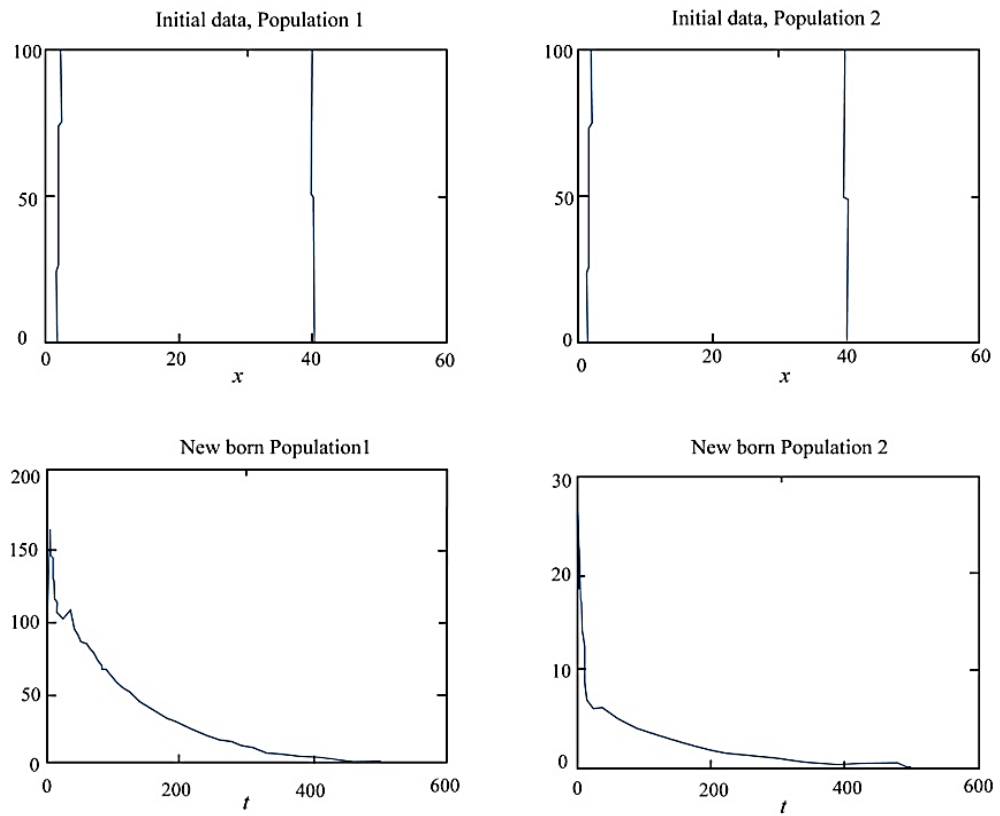 Initial data, Population 1
100
50
0
0 20 40 60
x
Initial data, Population 2
100
50
0
0 20 40 60
x
New born Population1
200
150
100
50
0
0 200 400 600
t
New born Population 2
30
20
10
0
0 200 400 600
t